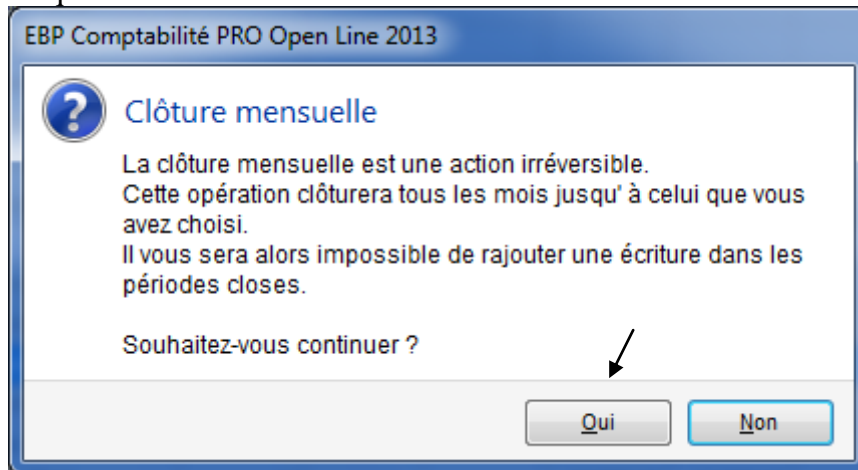 EBP Comptabilité PRO Open Line 2013
Clôture mensuelle
La clôture mensuelle est une action irréversible.
Cette opération clôturera tous les mois jusqu' à celui que vous
avez choisi.
Il vous sera alors impossible de rajouter une écriture dans les
périodes closes.
Souhaitez-vous continuer ?
Oui
Non